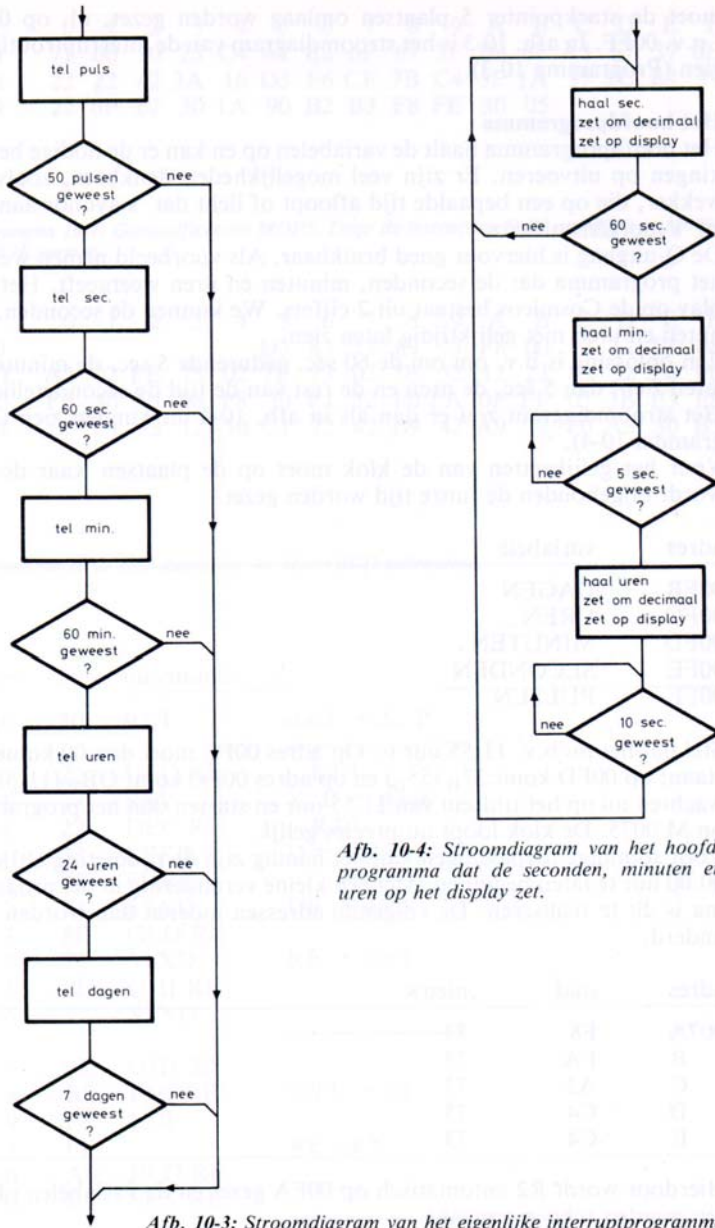 tel puls.
50 pulsen
geweest
?
nee
tel sec.
60 sec.
geweest
?
nee
tel min.
60 min.
geweest
?
nee
tel uren
24 uren
geweest
?
nee
tel dagen
7 dagen
geweest
?
nee
Afb. 10-3: Stroomdiagram van het eigenlijke interruptprogramma
haal sec.
zet om decimaal
zet op display
60 sec.
geweest
?
nee
haal min.
zet om decimaal
zet op display
5 sec.
geweest
?
nee
haal uren
zet om decimaal
zet op display
10 sec.
geweest
?
nee
Afb. 10-4: Stroomdiagram van het hoofd-
programma dat de seconden, minuten en
uren op het display zet.